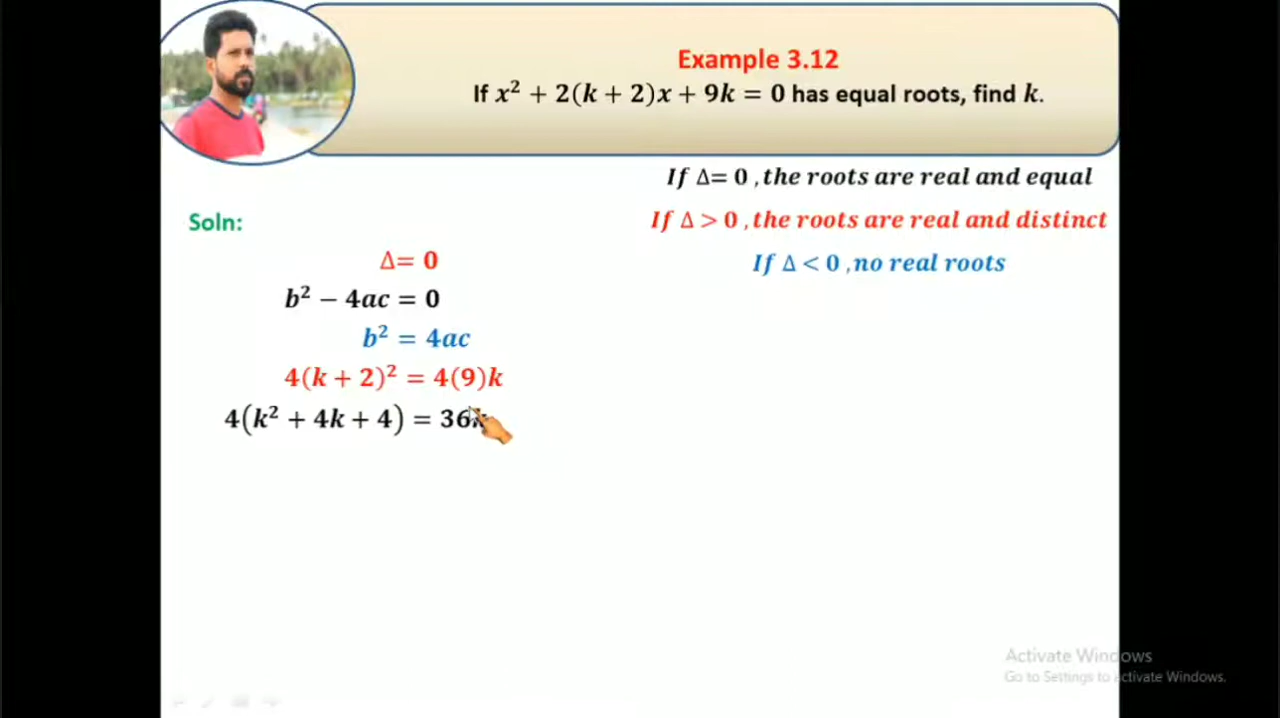 Example 3.12
If x² + 2(k + 2)x + 9k = 0 has equal roots, find k.
If Δ= 0 ,the roots are real and equal
If Δ > 0 ,the roots are real and distinct
If Δ < 0 ,no real roots
Soln:
Δ= 0
b² − 4ac = 0
b² = 4ac
4(k + 2)² = 4(9)k
4(k² + 4k + 4) = 36k
Activate Windows
Go to Settings to activate Windows.